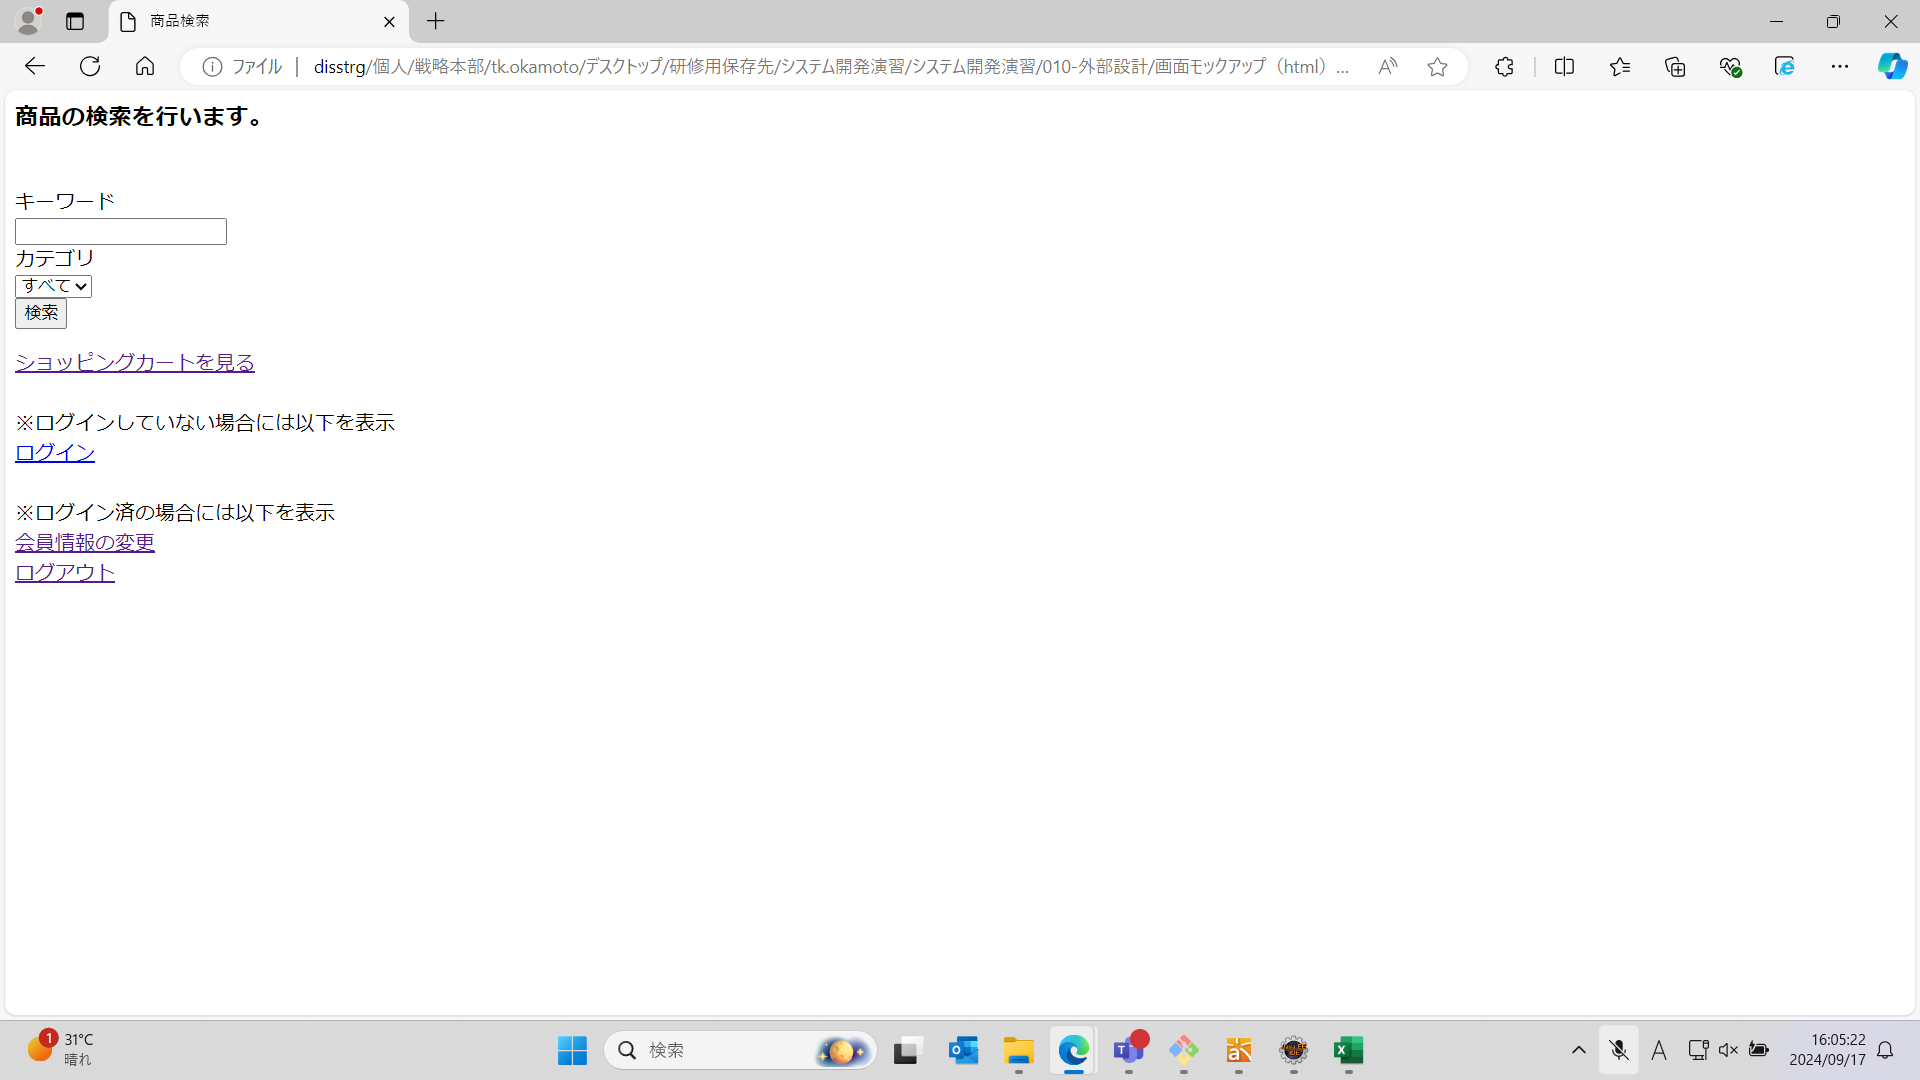 商品検索
ファイル
disstrg/個人/戦略本部/tk.okamoto/デスクトップ/研修用保存先/システム開発演習/システム開発演習/010-外部設計/画面モックアップ（html）...
商品の検索を行います。
キーワード
カテゴリ
すべて
検索
ショッピングカートを見る
※ログインしていない場合には以下を表示
ログイン
※ログイン済の場合には以下を表示
会員情報の変更
ログアウト
1
31°C
晴れ
検索
A
16:05:22
2024/09/17